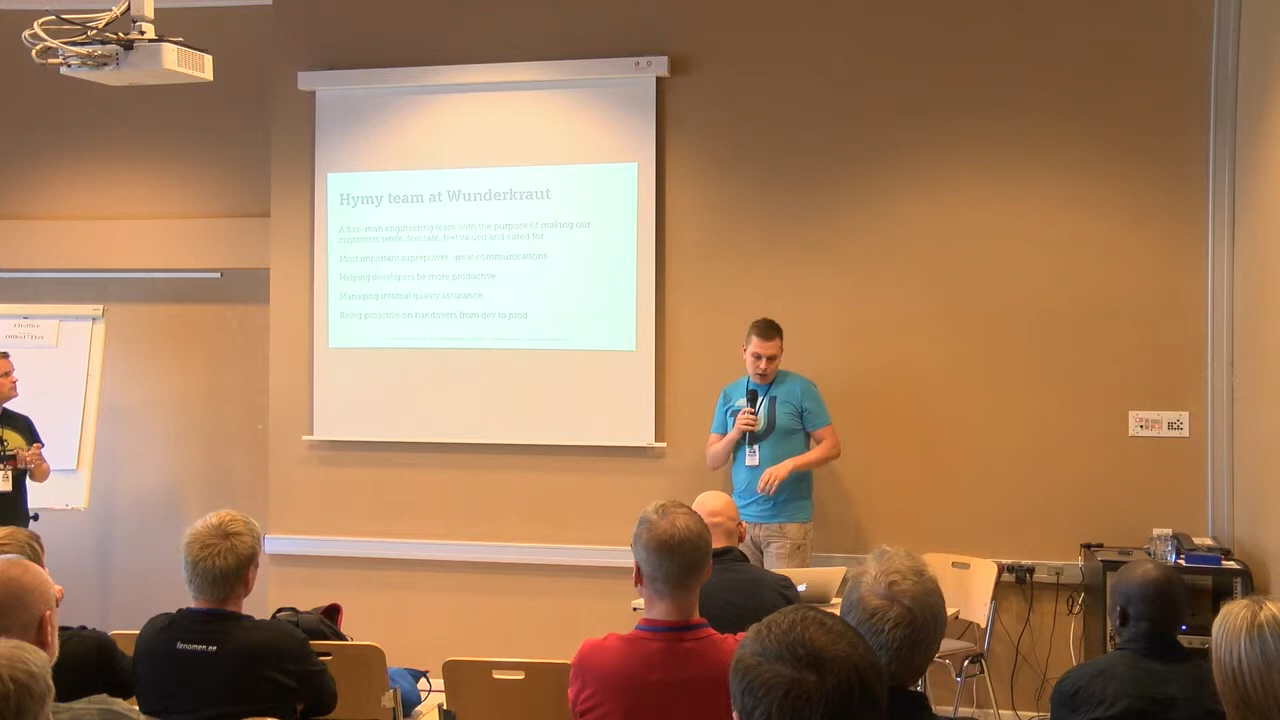 Hymy team at Wunderkraut
A five-man engineering team with the purpose of making our
customers smile, feel safe, feel valued and cared for
Most important superpower: great communications
Helping developers be more productive
Managing internal quality assurance
Being proactive on handovers from dev to prod
fenomen.ee